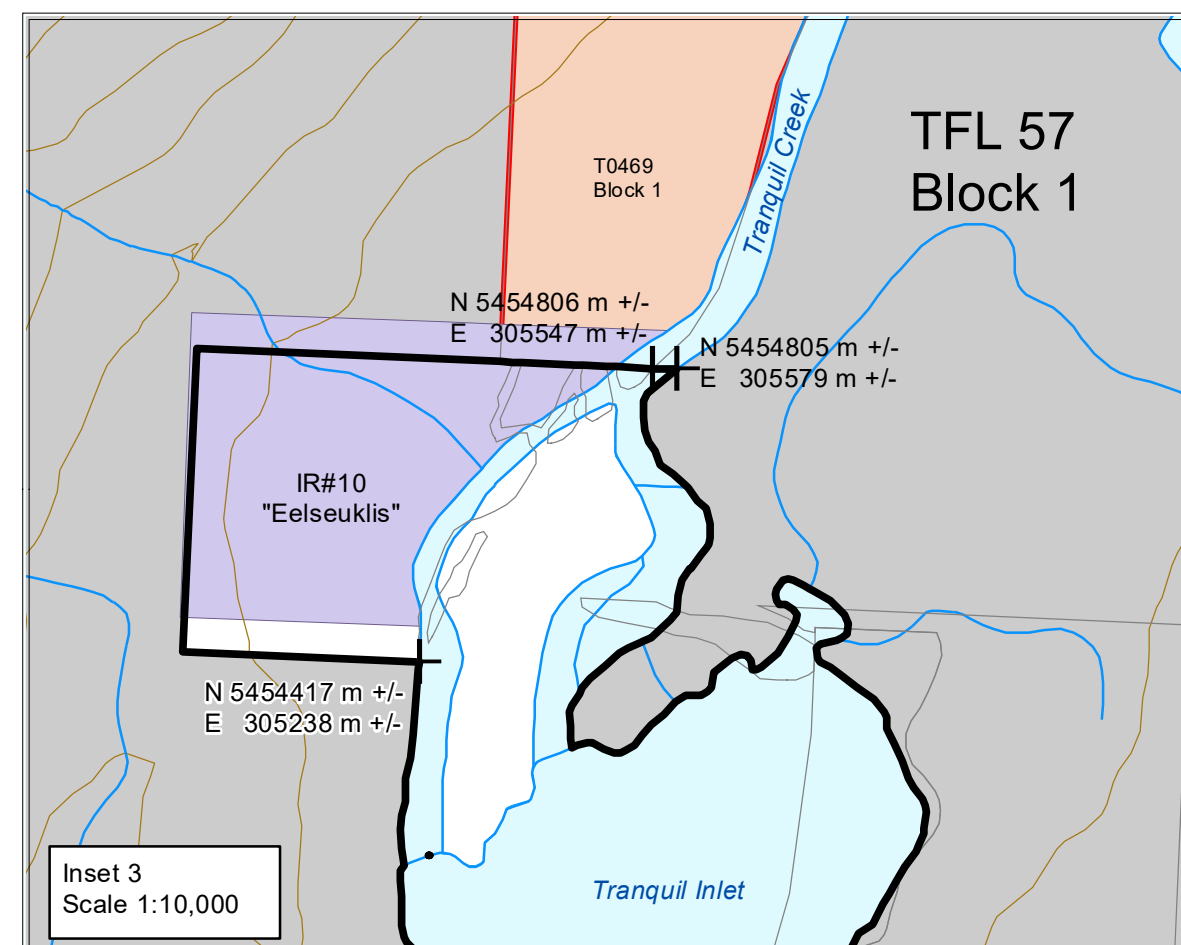 TFL 57
Block 1
T0469
Block 1
Tranquil Creek
N 5454806 m +/-
E 305547 m +/-
N 5454805 m +/-
E 305579 m +/-
IR#10
"Eelseuklis"
N 5454417 m +/-
E 305238 m +/-
Inset 3
Scale 1:10,000
Tranquil Inlet